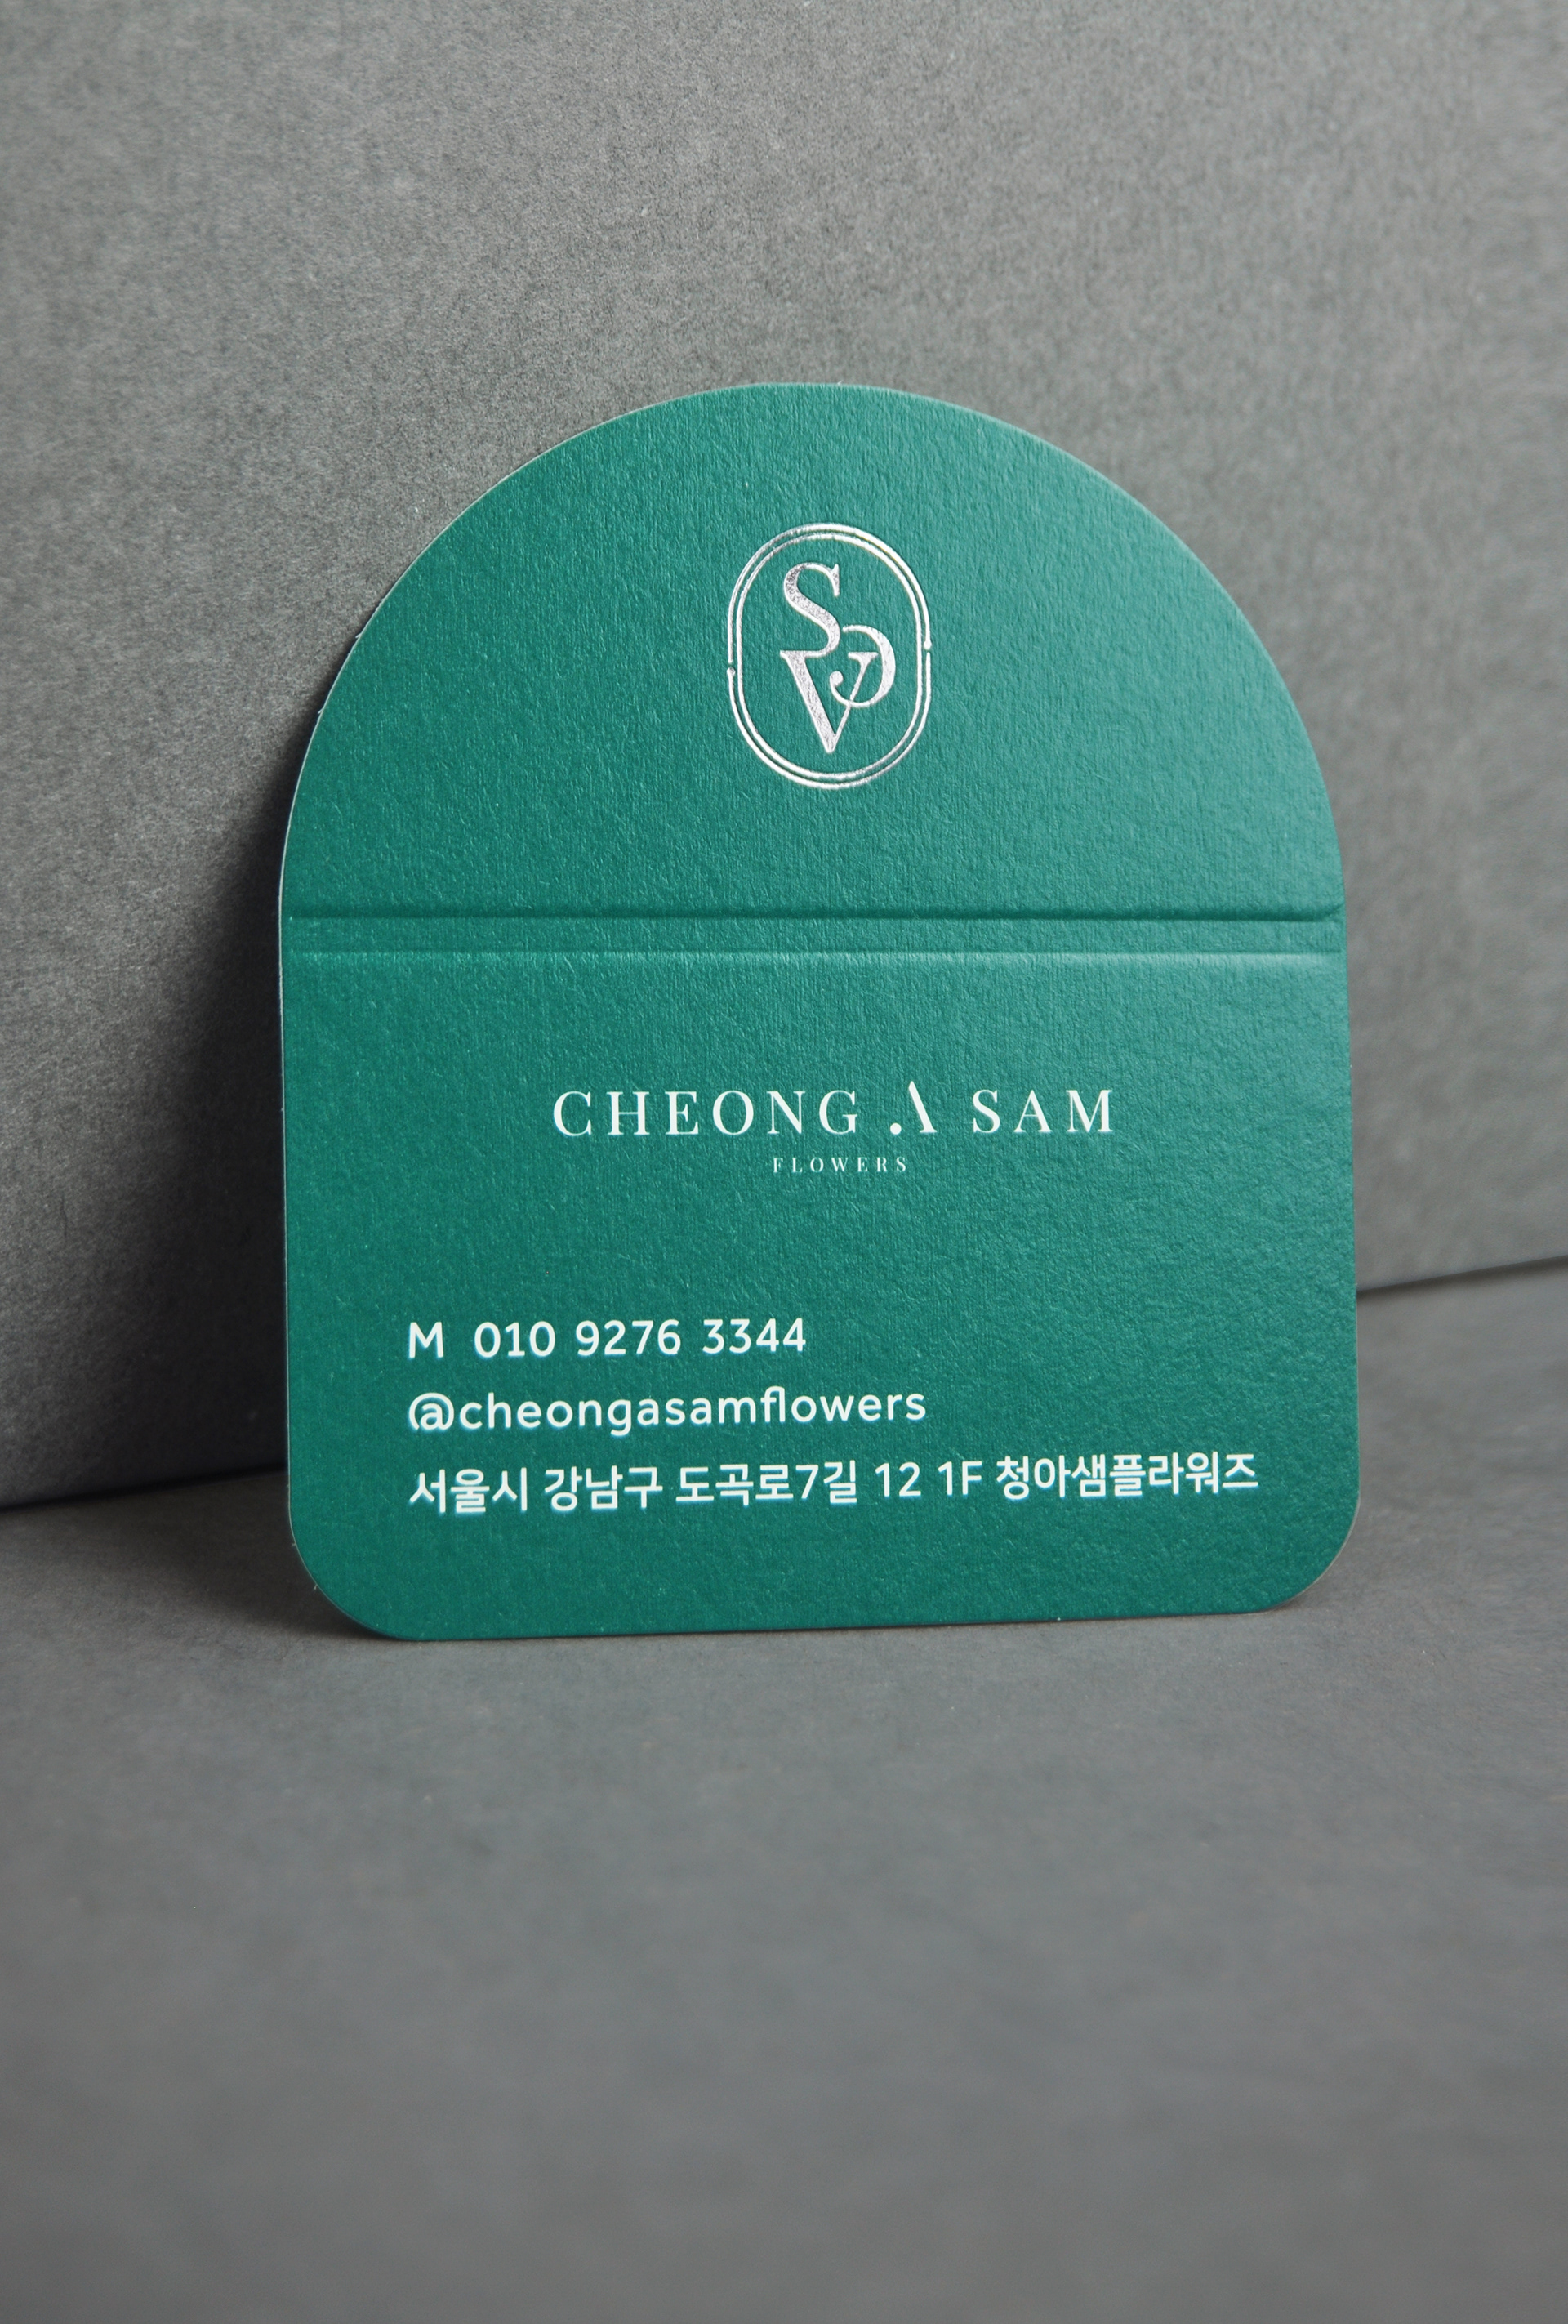 CHEONG A SAM
FLOWERS
M 010 9276 3344
@cheongasamflowers
서울시 강남구 도곡로7길 12 1F 청아샘플라워즈